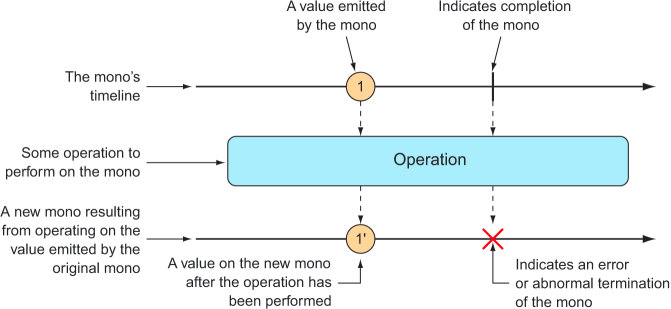 A value emitted
by the mono
Indicates completion
of the mono
The mono's
timeline
1
Some operation to
perform on the mono
Operation
A new mono resulting
from operating on the
value emitted by the
original mono
1'
A value on the new mono
after the operation has
been performed
Indicates an error
or abnormal termination
of the mono